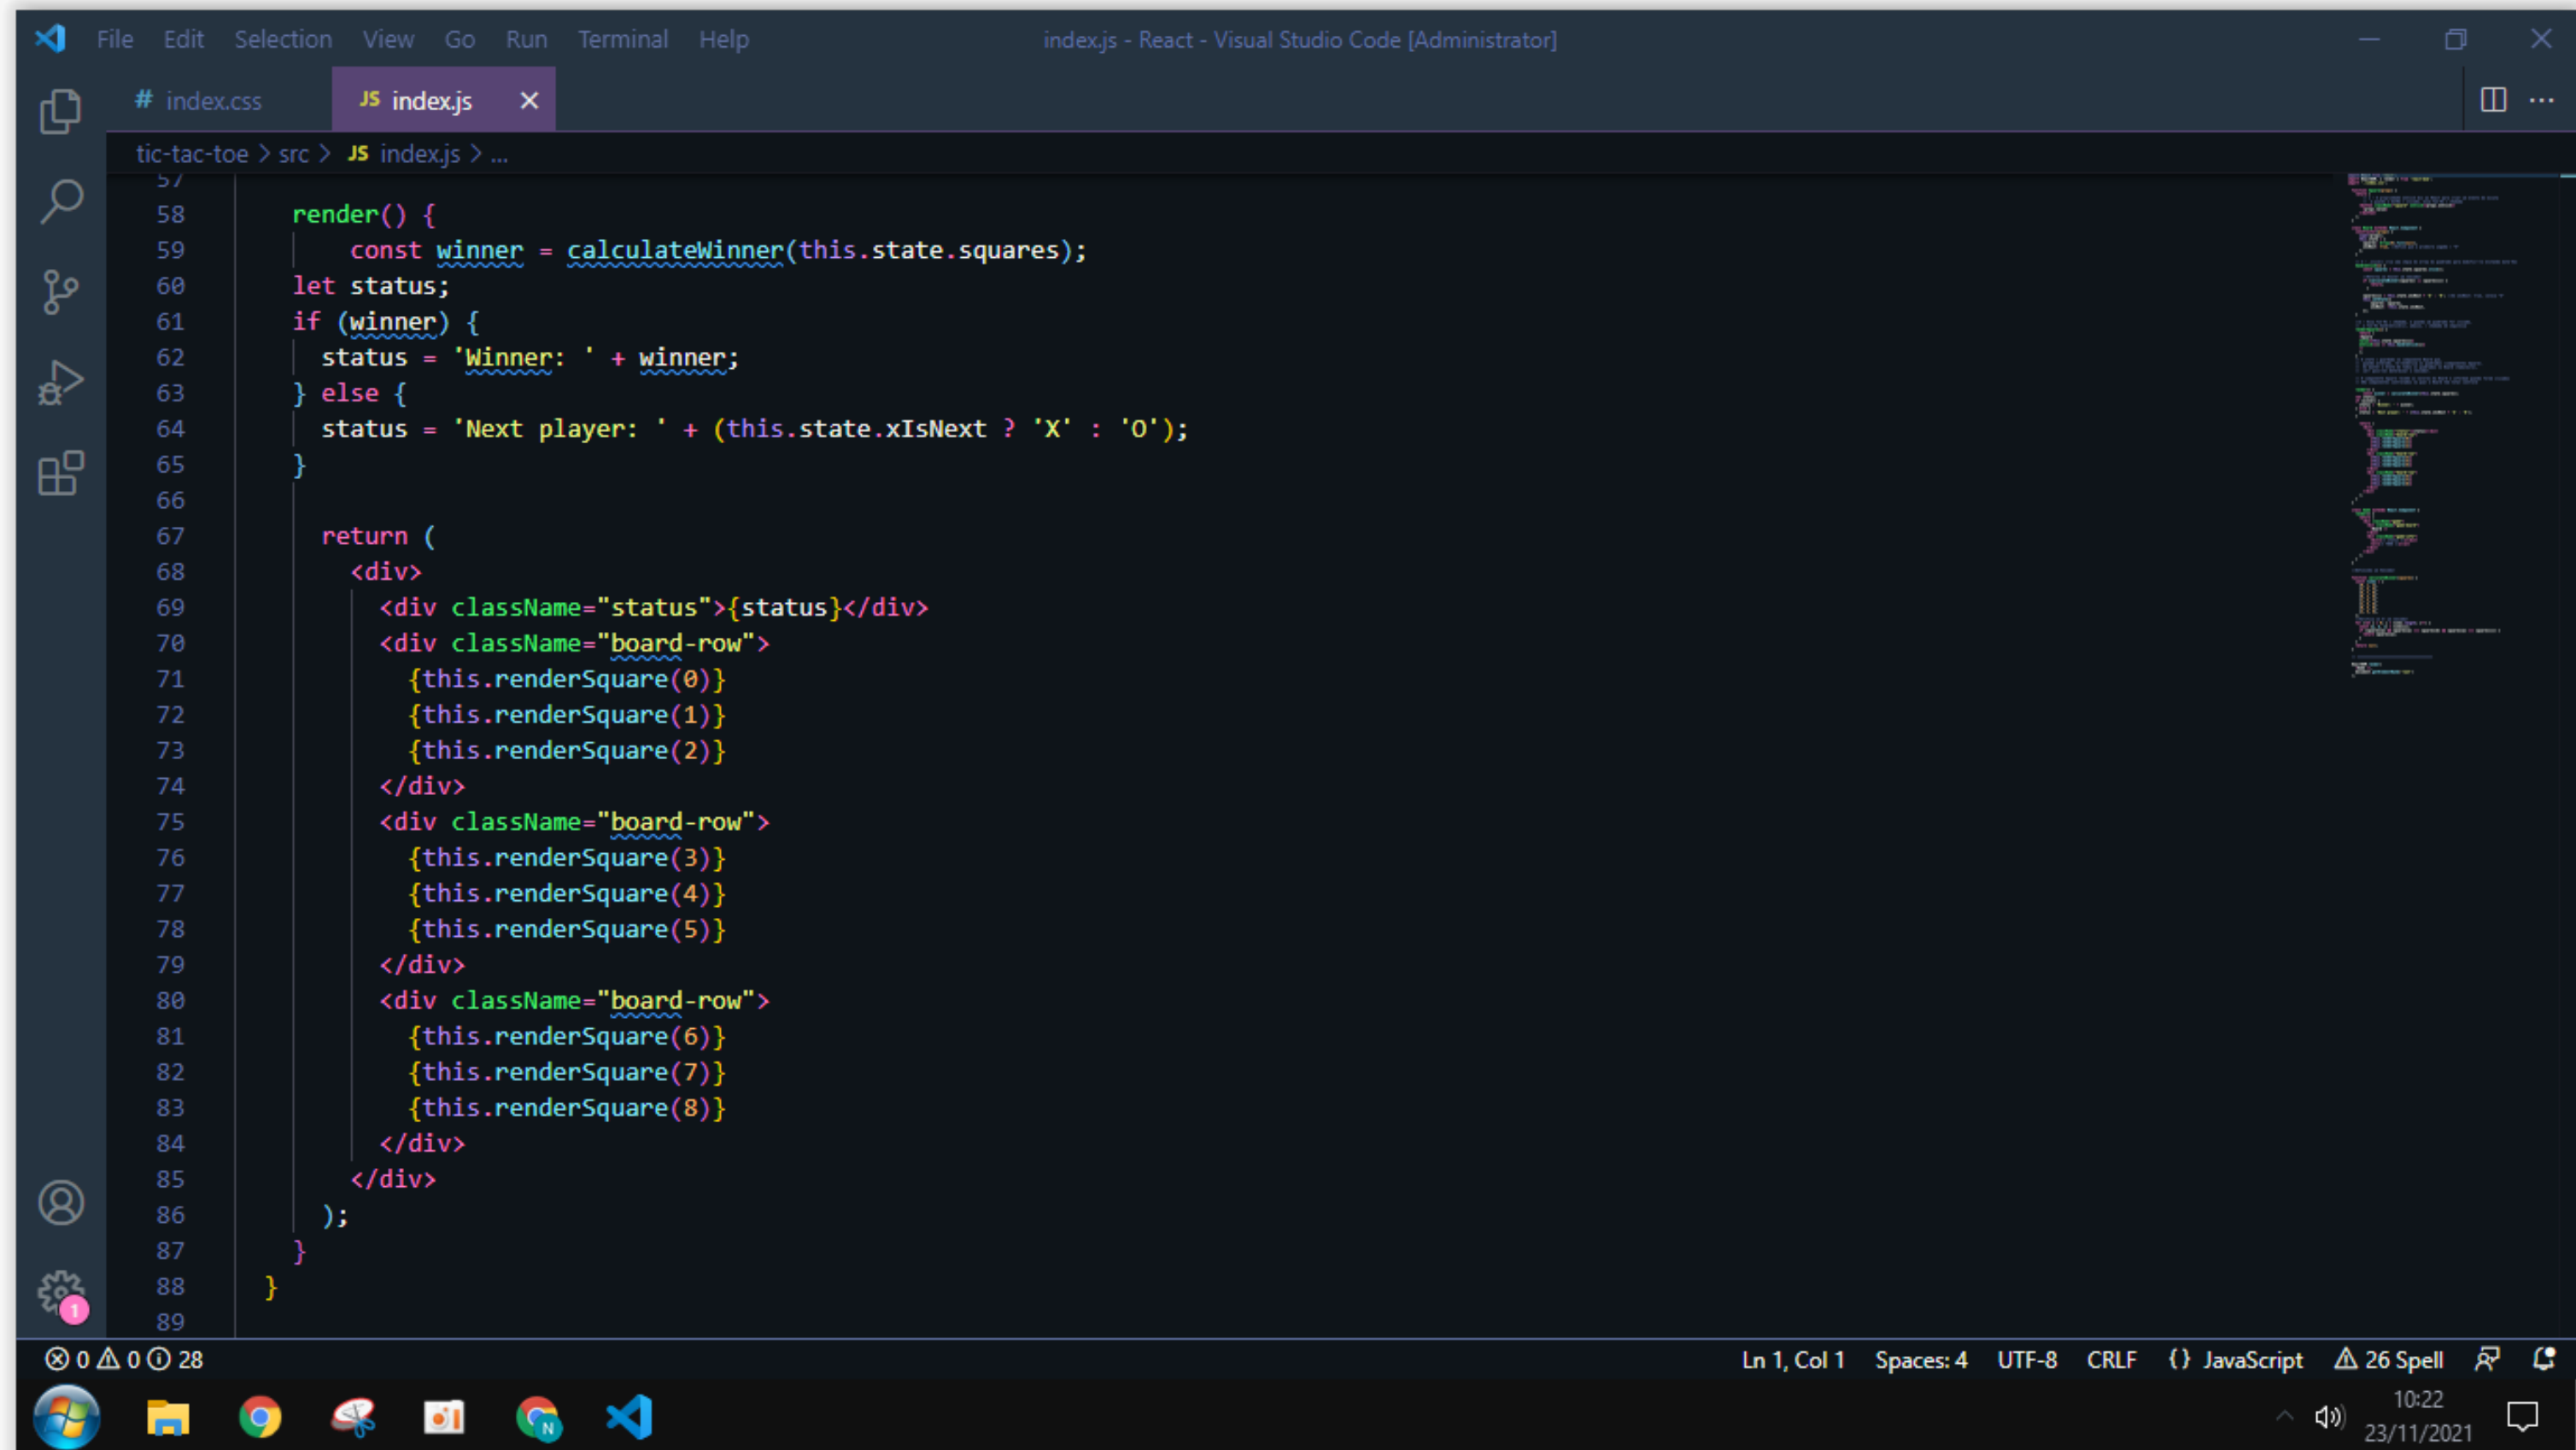 File Edit Selection View Go Run Terminal Help index.js - React - Visual Studio Code [Administrator]
# index.css JS index.js
tic-tac-toe > src > JS index.js > ...
57
58 render() {
59 const winner = calculateWinner(this.state.squares);
60 let status;
61 if (winner) {
62 status = 'Winner: ' + winner;
63 } else {
64 status = 'Next player: ' + (this.state.xIsNext ? 'X' : 'O');
65 }
66
67 return (
68 <div>
69 <div className="status">{status}</div>
70 <div className="board-row">
71 {this.renderSquare(0)}
72 {this.renderSquare(1)}
73 {this.renderSquare(2)}
74 </div>
75 <div className="board-row">
76 {this.renderSquare(3)}
77 {this.renderSquare(4)}
78 {this.renderSquare(5)}
79 </div>
80 <div className="board-row">
81 {this.renderSquare(6)}
82 {this.renderSquare(7)}
83 {this.renderSquare(8)}
84 </div>
85 </div>
86 );
87 }
88 }
89
1
0 0 28 Ln 1, Col 1 Spaces: 4 UTF-8 CRLF {} JavaScript 26 Spell
N
10:22
23/11/2021